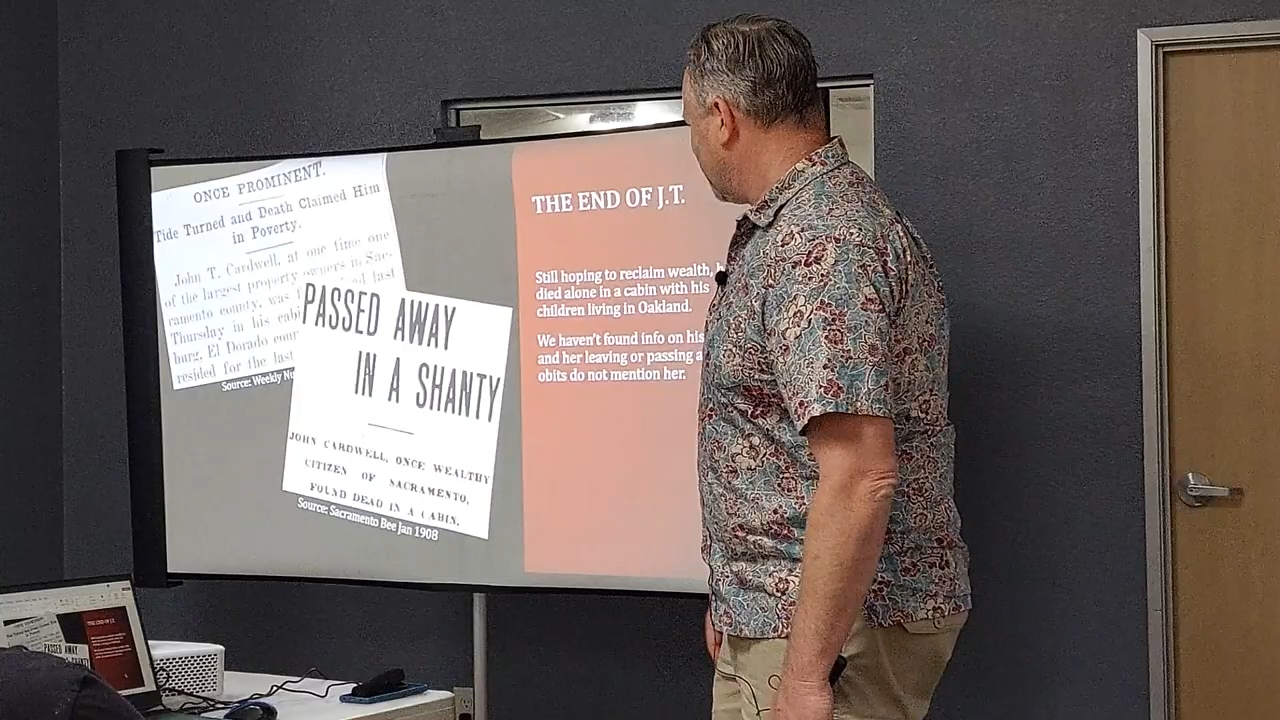 ONCE PROMINENT.
Tide Turned and Death Claimed Him
in Poverty.
John T. Cardwell, at one time one
of the largest property owners in Sac-
ramento county, was last
Thursday in his
burg, El Dorado
resided for the last
Source: Weekly
PASSED AWAY
IN A SHANTY
JOHN CARDWELL, ONCE WEALTHY
CITIZEN OF SACRAMENTO,
FOUND DEAD IN A CABIN.
Source: Sacramento Bee Jan 1908
THE END OF J.T.
Still hoping to reclaim wealth,
died alone in a cabin with his
children living in Oakland.
We haven't found info on his
and her leaving or passing
obits do not mention her.
THE END OF J.T.
PASSED AWAY